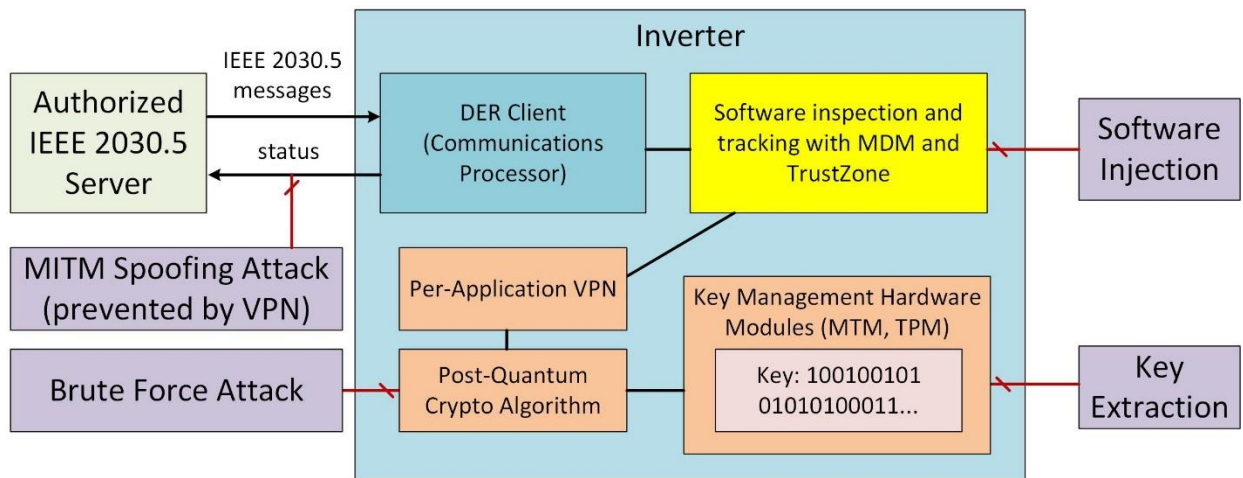 Inverter
IEEE 2030.5
messages
Authorized
IEEE 2030.5
Server
status
DER Client
(Communications
Processor)
Software inspection and
tracking with MDM and
TrustZone
Software
Injection
MITM Spoofing Attack
(prevented by VPN)
Per-Application VPN
Key Management Hardware
Modules (MTM, TPM)
Key: 100100101
01010100011...
Brute Force Attack
Post-Quantum
Crypto Algorithm
Key
Extraction